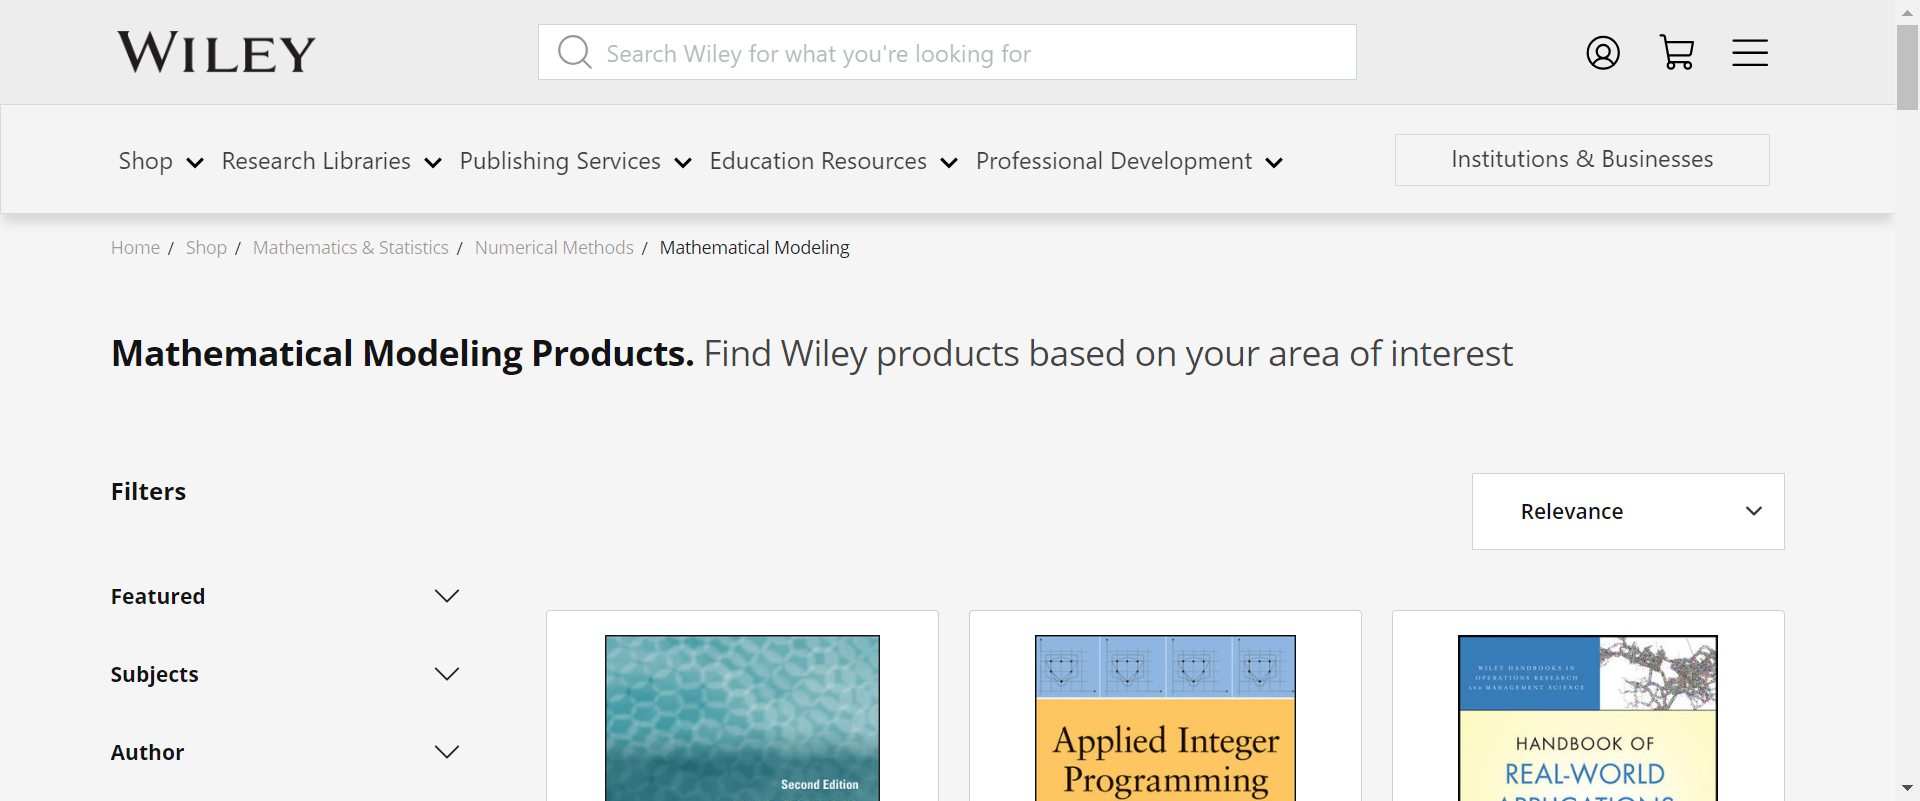 WILEY
Search Wiley for what you're looking for
Shop Research Libraries Publishing Services Education Resources Professional Development Institutions & Businesses
Home / Shop / Mathematics & Statistics / Numerical Methods / Mathematical Modeling
Mathematical Modeling Products. Find Wiley products based on your area of interest
Filters
Relevance
Featured
Subjects
Author
Second Edition
Applied Integer
Programming
WILEY HANDBOOKS IN
OPERATIONS RESEARCH
AND MANAGEMENT SCIENCE
HANDBOOK OF
REAL-WORLD
APPLICATIONS